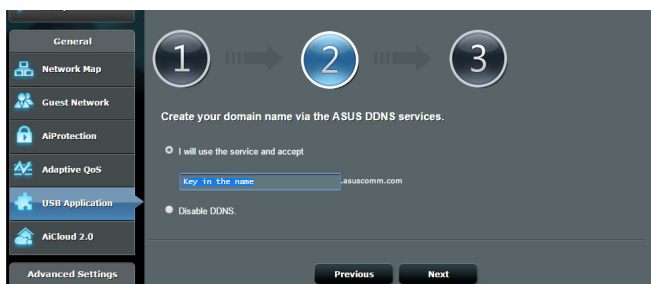 General
Network Map
Guest Network
AiProtection
Adaptive QoS
USB Application
AiCloud 2.0
Advanced Settings
1 2 3
Create your domain name via the ASUS DDNS services.
I will use the service and accept
Key in the name .asuscomm.com
Disable DDNS.
Previous Next